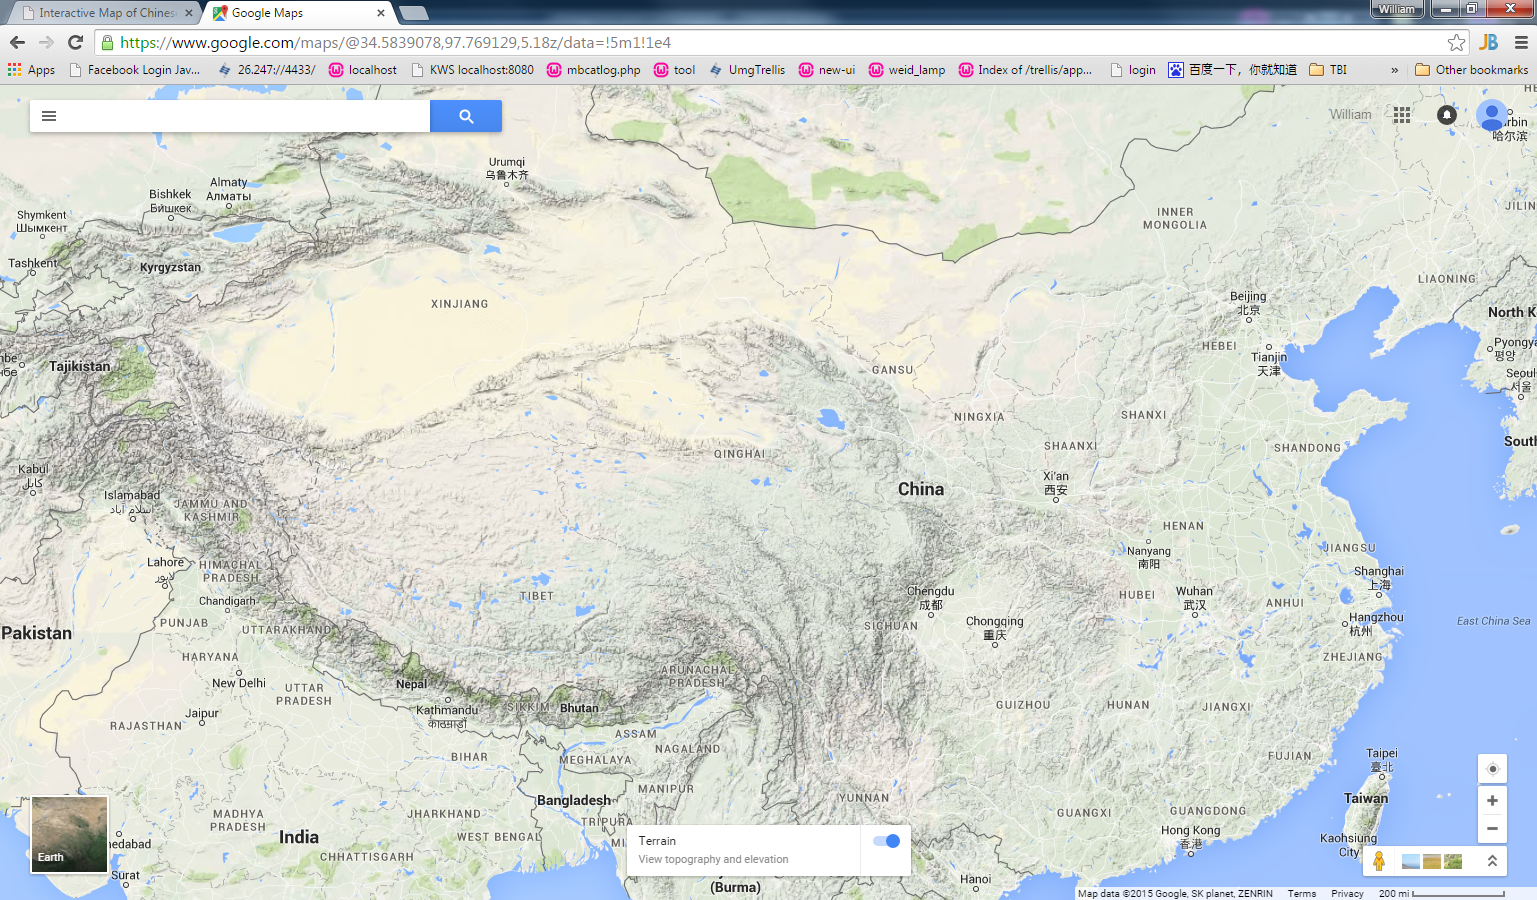 Interactive Map of Chines
Google Maps
William
https://www.google.com/maps/@34.5839078,97.769129,5.18z/data=!5m1!1e4
Apps
Facebook Login Jav...
26.247://4433/
localhost
KWS localhost:8080
mbcatlog.php
tool
UmgTrellis
new-ui
weid_lamp
Index of /trellis/app...
login
百度一下，你就知道
TBI
»
Other bookmarks
William
rbin
哈尔滨
Urumqi
乌鲁木齐
Almaty
Алматы
Bishkek
Бишкек
Shymkent
Шымкент
JILIN
INNER
MONGOLIA
Tashkent
Kyrgyzstan
LIAONING
XINJIANG
Beijing
北京
North K
HEBEI
Pyongya
평양
Tianjin
天津
Tajikistan
GANSU
Seoul
서울
NINGXIA
SHANXI
SHAANXI
SHANDONG
South
QINGHAI
Kabul
کابل
Xi'an
西安
China
Islamabad
اسلام آباد
JAMMU AND
KASHMIR
HENAN
Nanyang
南阳
JIANGSU
Lahore
لاہور
HIMACHAL
PRADESH
Shanghai
上海
Chandigarh
TIBET
Chengdu
成都
HUBEI
Wuhan
武汉
ANHUI
PUNJAB
UTTARAKHAND
SICHUAN
Chongqing
重庆
Hangzhou
杭州
East China Sea
Pakistan
HARYANA
New Delhi
ZHEJIANG
ARUNACHAL
PRADESH
Nepal
UTTAR
PRADESH
SIKKIM
Bhutan
Kathmandu
काठमाडौं
GUIZHOU
HUNAN
JIANGXI
Jaipur
RAJASTHAN
ASSAM
NAGALAND
BIHAR
MEGHALAYA
FUJIAN
Taipei
臺北
MANIPUR
YUNNAN
Bangladesh
Taiwan
MADHYA
PRADESH
JHARKHAND
TRIPURA
GUANGXI
GUANGDONG
India
WEST BENGAL
Hong Kong
香港
Kaohsiung
City
medabad
Earth
CHHATTISGARH
Surat
Terrain
View topography and elevation
(Burma)
Hanoi
Map data ©2015 Google, SK planet, ZENRIN
Terms
Privacy
200 mi